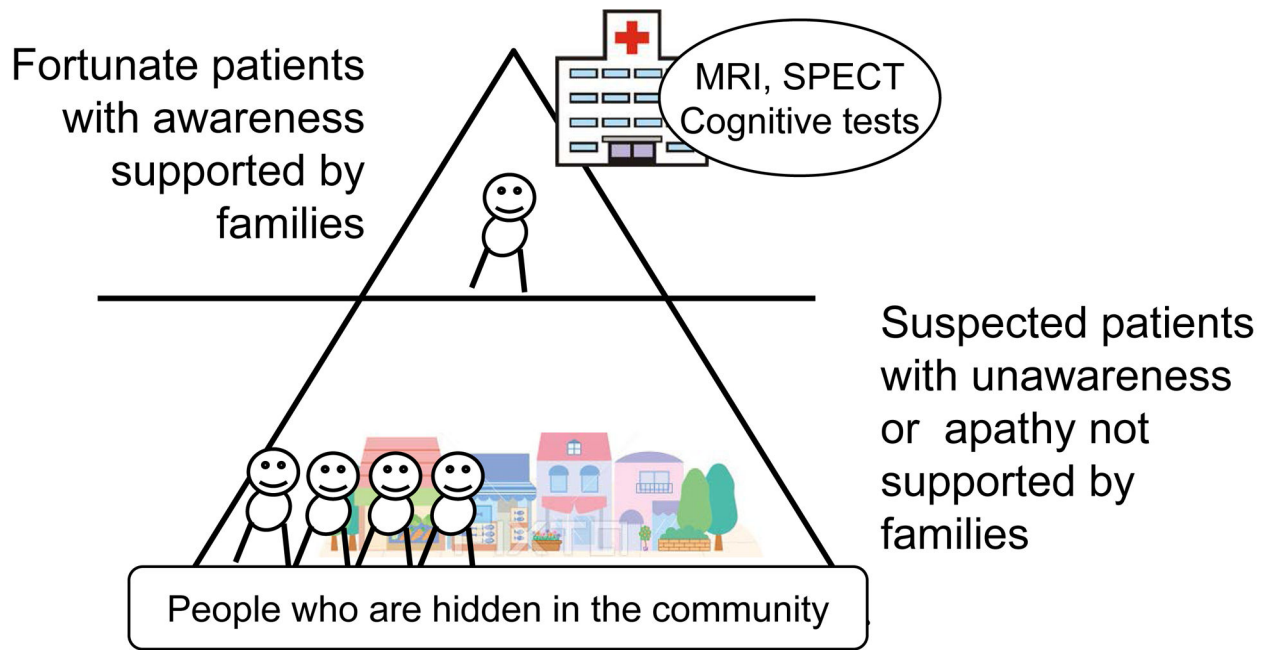 Fortunate patients
with awareness
supported by
families
MRI, SPECT
Cognitive tests
Suspected patients
with unawareness
or apathy not
supported by
families
People who are hidden in the community